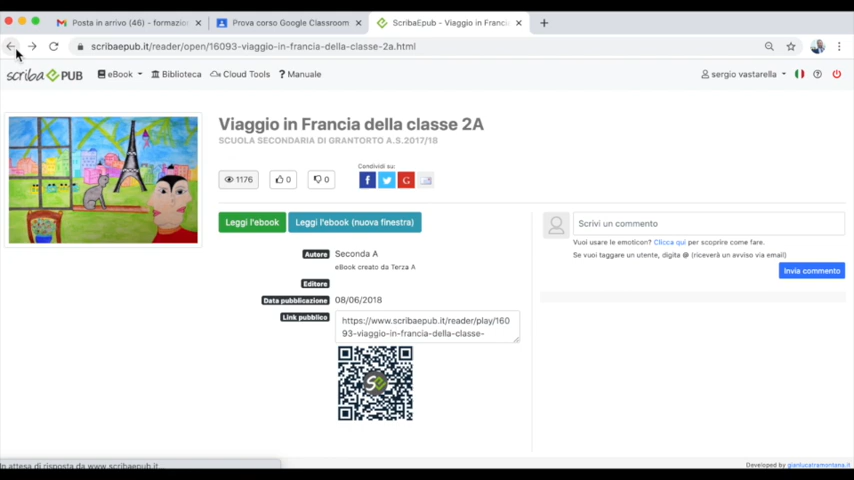 Posta in arrivo (46) - formazio
Prova corso Google Classroom
ScribaEpub - Viaggio in Franci
scribaepub.it/reader/open/16093-viaggio-in-francia-della-classe-2a.html
scriba ePUB
eBook
Biblioteca
Cloud Tools
Manuale
sergio vastarella
Viaggio in Francia della classe 2A
SCUOLA SECONDARIA DI GRANTORTO A.S.2017/18
1176
0
0
Condividi su:
Leggi l'ebook
Leggi l'ebook (nuova finestra)
Autore
Seconda A
eBook creato da Terza A
Editore
Data pubblicazione
08/06/2018
Link pubblico
https://www.scribaepub.it/reader/play/160
93-viaggio-in-francia-della-classe-
Scrivi un commento
Vuoi usare le emoticon? Clicca qui per scoprire come fare.
Se vuoi taggare un utente, digita @ (riceverà un avviso via email)
Invia commento
In attesa di risposta da www.scribaepub.it...
Developed by gianlucatramontana.it